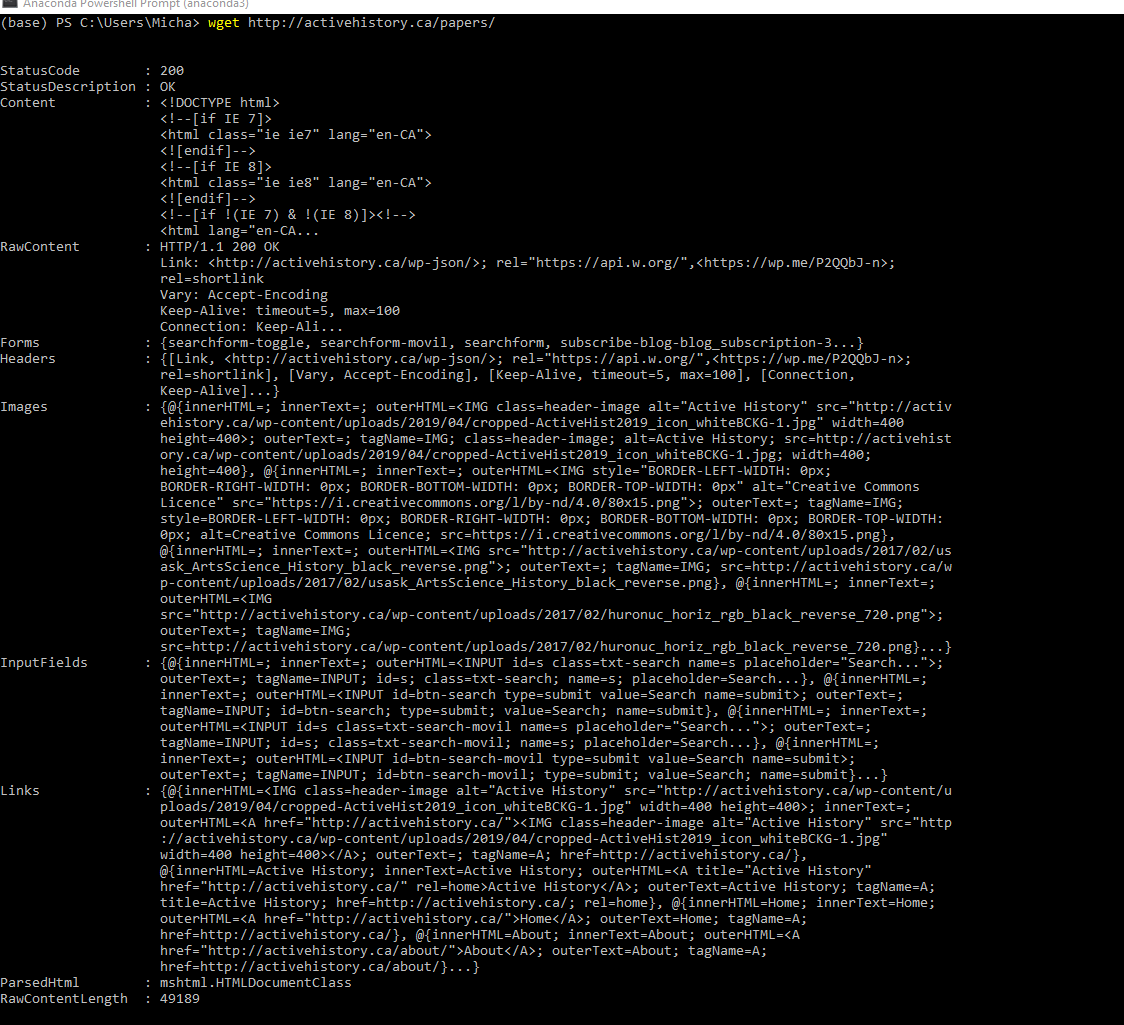 Anaconda Powershell Prompt (anaconda3)
(base) PS C:\Users\Micha> wget http://activehistory.ca/papers/
StatusCode        : 200
StatusDescription : OK
Content           : <!DOCTYPE html>
                    <!--[if IE 7]>
                    <html class="ie ie7" lang="en-CA">
                    <![endif]-->
                    <!--[if IE 8]>
                    <html class="ie ie8" lang="en-CA">
                    <![endif]-->
                    <!--[if !(IE 7) & !(IE 8)]><!-->
                    <html lang="en-CA...
RawContent        : HTTP/1.1 200 OK
                    Link: <http://activehistory.ca/wp-json/>; rel="https://api.w.org/",<https://wp.me/P2QQbJ-n>;
                    rel=shortlink
                    Vary: Accept-Encoding
                    Keep-Alive: timeout=5, max=100
                    Connection: Keep-Ali...
Forms             : {searchform-toggle, searchform-movil, searchform, subscribe-blog-blog_subscription-3...}
Headers           : {[Link, <http://activehistory.ca/wp-json/>; rel="https://api.w.org/",<https://wp.me/P2QQbJ-n>;
                    rel=shortlink], [Vary, Accept-Encoding], [Keep-Alive, timeout=5, max=100], [Connection,
                    Keep-Alive]...}
Images            : {@{innerHTML=; innerText=; outerHTML=<IMG class=header-image alt="Active History" src="http://activ
                    ehistory.ca/wp-content/uploads/2019/04/cropped-ActiveHist2019_icon_whiteBCKG-1.jpg" width=400
                    height=400>; outerText=; tagName=IMG; class=header-image; alt=Active History; src=http://activehist
                    ory.ca/wp-content/uploads/2019/04/cropped-ActiveHist2019_icon_whiteBCKG-1.jpg; width=400;
                    height=400}, @{innerHTML=; innerText=; outerHTML=<IMG style="BORDER-LEFT-WIDTH: 0px;
                    BORDER-RIGHT-WIDTH: 0px; BORDER-BOTTOM-WIDTH: 0px; BORDER-TOP-WIDTH: 0px" alt="Creative Commons
                    Licence" src="https://i.creativecommons.org/l/by-nd/4.0/80x15.png">; outerText=; tagName=IMG;
                    style=BORDER-LEFT-WIDTH: 0px; BORDER-RIGHT-WIDTH: 0px; BORDER-BOTTOM-WIDTH: 0px; BORDER-TOP-WIDTH:
                    0px; alt=Creative Commons Licence; src=https://i.creativecommons.org/l/by-nd/4.0/80x15.png},
                    @{innerHTML=; innerText=; outerHTML=<IMG src="http://activehistory.ca/wp-content/uploads/2017/02/us
                    ask_ArtsScience_History_black_reverse.png">; outerText=; tagName=IMG; src=http://activehistory.ca/w
                    p-content/uploads/2017/02/usask_ArtsScience_History_black_reverse.png}, @{innerHTML=; innerText=;
                    outerHTML=<IMG
                    src="http://activehistory.ca/wp-content/uploads/2017/02/huronuc_horiz_rgb_black_reverse_720.png">;
                    outerText=; tagName=IMG;
                    src=http://activehistory.ca/wp-content/uploads/2017/02/huronuc_horiz_rgb_black_reverse_720.png}...}
InputFields       : {@{innerHTML=; innerText=; outerHTML=<INPUT id=s class=txt-search name=s placeholder="Search...">;
                    outerText=; tagName=INPUT; id=s; class=txt-search; name=s; placeholder=Search...}, @{innerHTML=;
                    innerText=; outerHTML=<INPUT id=btn-search type=submit value=Search name=submit>; outerText=;
                    tagName=INPUT; id=btn-search; type=submit; value=Search; name=submit}, @{innerHTML=; innerText=;
                    outerHTML=<INPUT id=s class=txt-search-movil name=s placeholder="Search...">; outerText=;
                    tagName=INPUT; id=s; class=txt-search-movil; name=s; placeholder=Search...}, @{innerHTML=;
                    innerText=; outerHTML=<INPUT id=btn-search-movil type=submit value=Search name=submit>;
                    outerText=; tagName=INPUT; id=btn-search-movil; type=submit; value=Search; name=submit}...}
Links             : {@{innerHTML=<IMG class=header-image alt="Active History" src="http://activehistory.ca/wp-content/u
                    ploads/2019/04/cropped-ActiveHist2019_icon_whiteBCKG-1.jpg" width=400 height=400>; innerText=;
                    outerHTML=<A href="http://activehistory.ca/"><IMG class=header-image alt="Active History" src="http
                    ://activehistory.ca/wp-content/uploads/2019/04/cropped-ActiveHist2019_icon_whiteBCKG-1.jpg"
                    width=400 height=400></A>; outerText=; tagName=A; href=http://activehistory.ca/},
                    @{innerHTML=Active History; innerText=Active History; outerHTML=<A title="Active History"
                    href="http://activehistory.ca/" rel=home>Active History</A>; outerText=Active History; tagName=A;
                    title=Active History; href=http://activehistory.ca/; rel=home}, @{innerHTML=Home; innerText=Home;
                    outerHTML=<A href="http://activehistory.ca/">Home</A>; outerText=Home; tagName=A;
                    href=http://activehistory.ca/}, @{innerHTML=About; innerText=About; outerHTML=<A
                    href="http://activehistory.ca/about/">About</A>; outerText=About; tagName=A;
                    href=http://activehistory.ca/about/}...}
ParsedHtml        : mshtml.HTMLDocumentClass
RawContentLength  : 49189